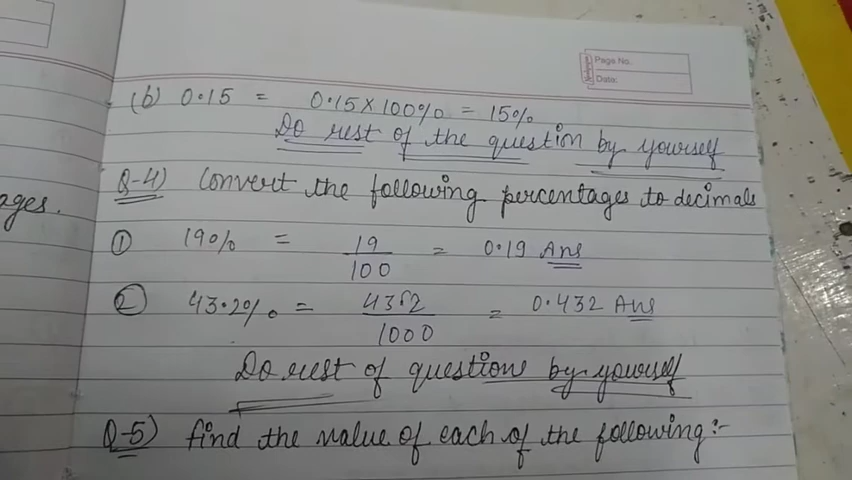 Page No.
Date:
(b) 0.15 = 0.15 × 100% = 15%
Do rest of the question by yourself
Q-4) Convert the following percentages to decimals
ages.
① 19% = 19/100 = 0.19 Ans
② 43.2% = 432/1000 = 0.432 Ans
Do rest of questions by yourself
Q-5) find the value of each of the following:-